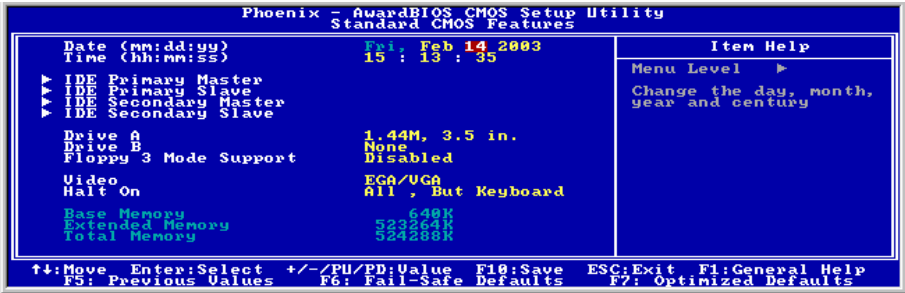 Phoenix - AwardBIOS CMOS Setup Utility
Standard CMOS Features
Date (mm:dd:yy) Fri, Feb 14 2003
Time (hh:mm:ss) 15 : 13 : 35
▶ IDE Primary Master
▶ IDE Primary Slave
▶ IDE Secondary Master
▶ IDE Secondary Slave
Drive A 1.44M, 3.5 in.
Drive B None
Floppy 3 Mode Support Disabled
Video EGA/VGA
Halt On All , But Keyboard
Base Memory 640K
Extended Memory 523264K
Total Memory 524288K
Item Help
Menu Level ▶
Change the day, month,
year and century
↑↓:Move Enter:Select +/-/PU/PD:Value F10:Save ESC:Exit F1:General Help
F5: Previous Values F6: Fail-Safe Defaults F7: Optimized Defaults